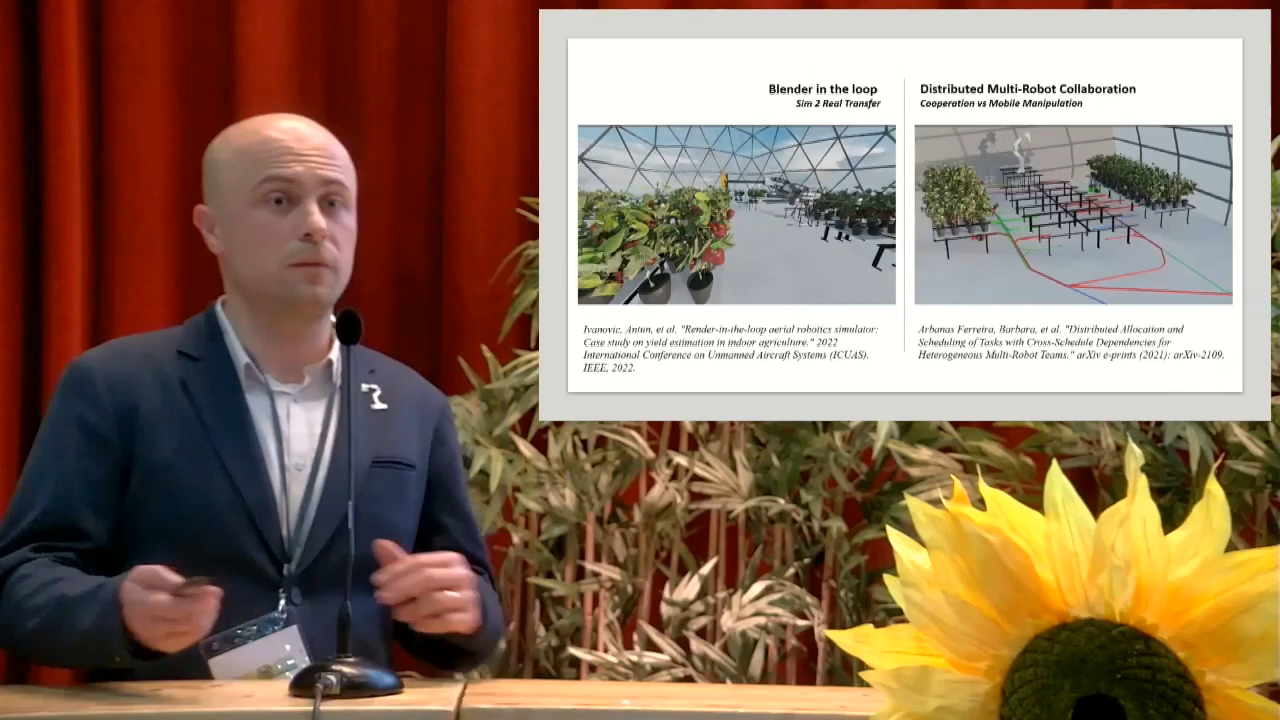 Blender in the loop
Sim 2 Real Transfer
Ivanovic, Antun, et al. "Render-in-the-loop aerial robotics simulator:
Case study on yield estimation in indoor agriculture." 2022
International Conference on Unmanned Aircraft Systems (ICUAS).
IEEE, 2022.
Distributed Multi-Robot Collaboration
Cooperation vs Mobile Manipulation
Arbanas Ferreira, Barbara, et al. "Distributed Allocation and
Scheduling of Tasks with Cross-Schedule Dependencies for
Heterogeneous Multi-Robot Teams." arXiv e-prints (2021): arXiv-2109.